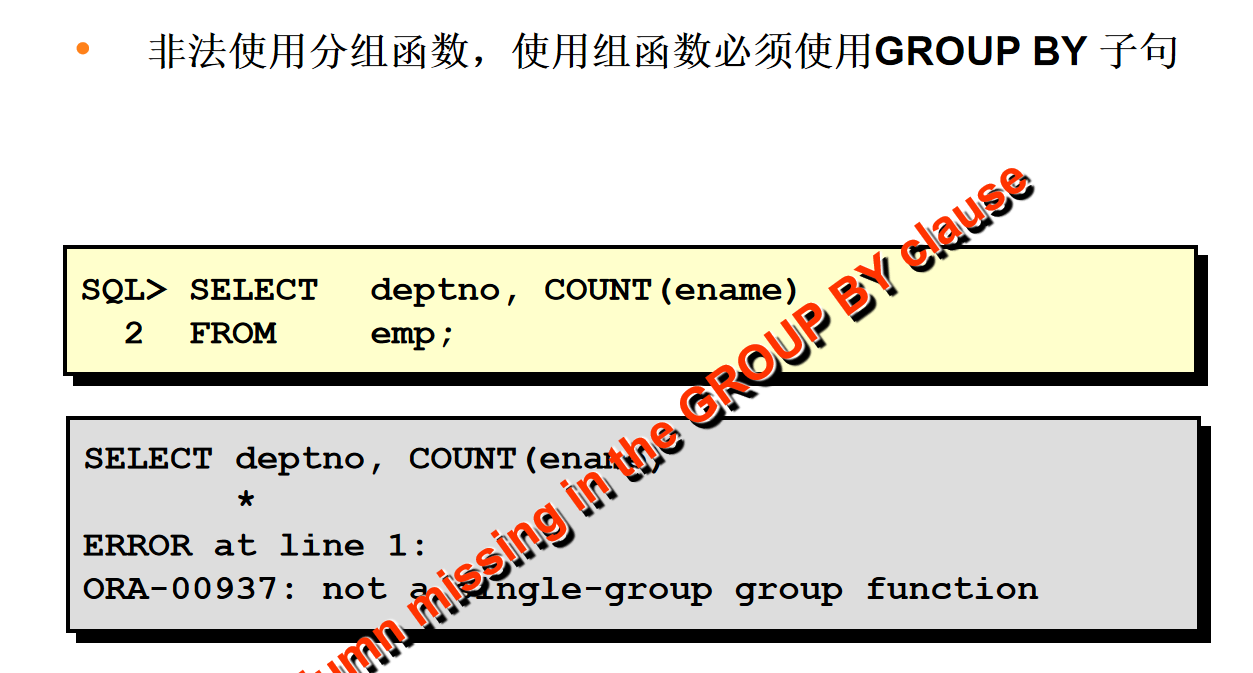 非法使用分组函数，使用组函数必须使用GROUP BY 子句
SQL> SELECT deptno, COUNT(ename)
2 FROM emp;
SELECT deptno, COUNT(ename)
*
ERROR at line 1:
ORA-00937: not a single-group group function
missing in the GROUP BY clause